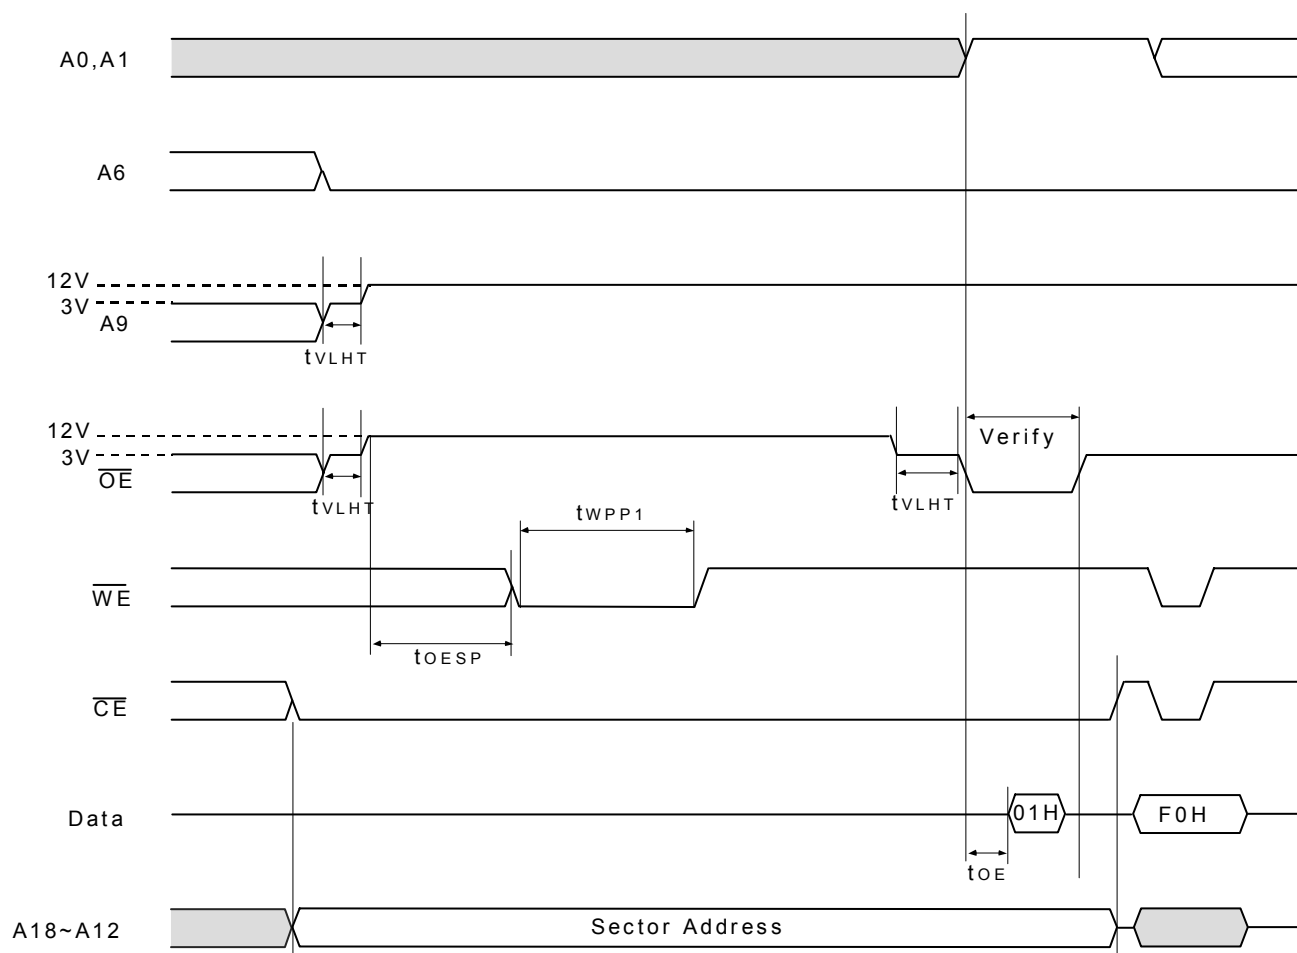 A0,A1
A6
12V
3V
A9
tVLHT
12V
3V
Verify
OE
tVLHT
tVLHT
tWPP1
WE
tOESP
CE
01H
F0H
Data
tOE
Sector Address
A18~A12